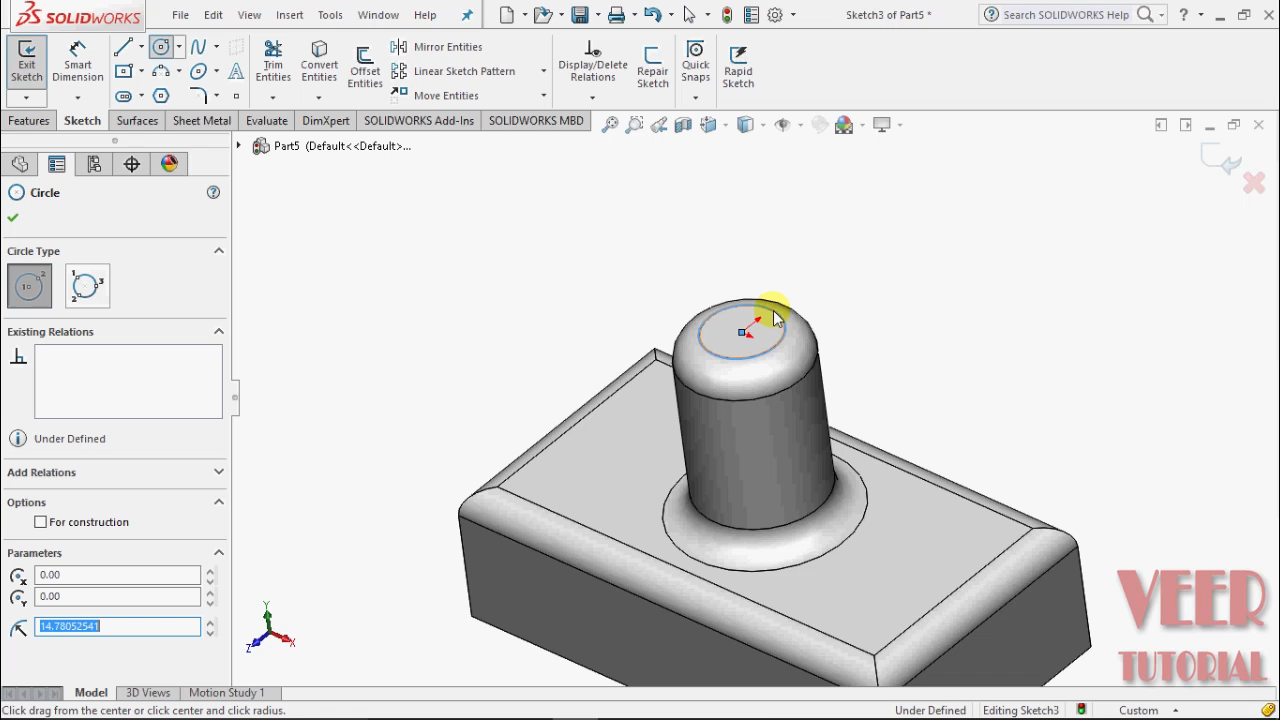 SOLIDWORKS
File
Edit
View
Insert
Tools
Window
Help
Sketch3 of Part5 *
Search SOLIDWORKS Help
?
Exit Sketch
Smart Dimension
Trim Entities
Convert Entities
Offset Entities
Mirror Entities
Linear Sketch Pattern
Move Entities
Display/Delete Relations
Repair Sketch
Quick Snaps
Rapid Sketch
Features
Sketch
Surfaces
Sheet Metal
Evaluate
DimXpert
SOLIDWORKS Add-Ins
SOLIDWORKS MBD
Part5 (Default<<Default>...
Circle
Circle Type
Existing Relations
Under Defined
Add Relations
Options
For construction
Parameters
0.00
0.00
14.78052541
Y
X
Z
VEER
TUTORIAL
Model
3D Views
Motion Study 1
Click drag from the center or click center and click radius.
Under Defined
Editing Sketch3
Custom